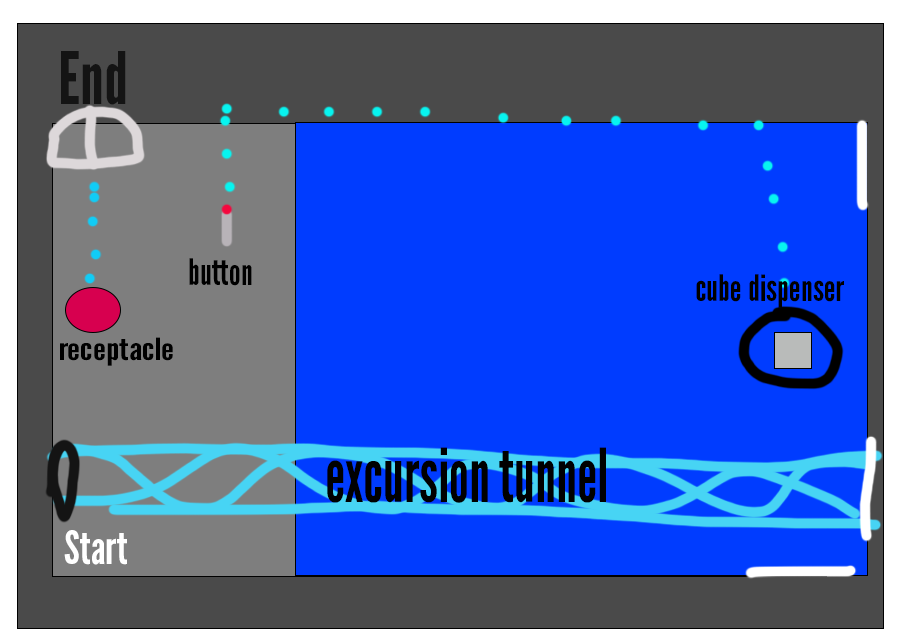 End
button
cube dispenser
receptacle
excursion tunnel
Start